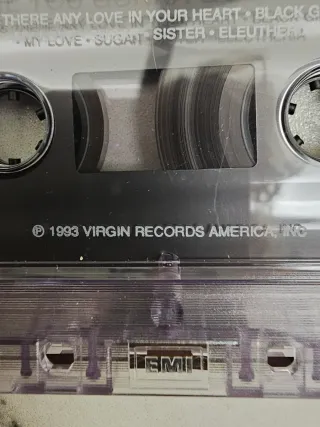 THERE ANY LOVE IN YOUR HEART • BLACK G
MY LOVE • SUGAR • SISTER • ELEUTHERIA
℗ 1993 VIRGIN RECORDS AMERICA, INC
EMI